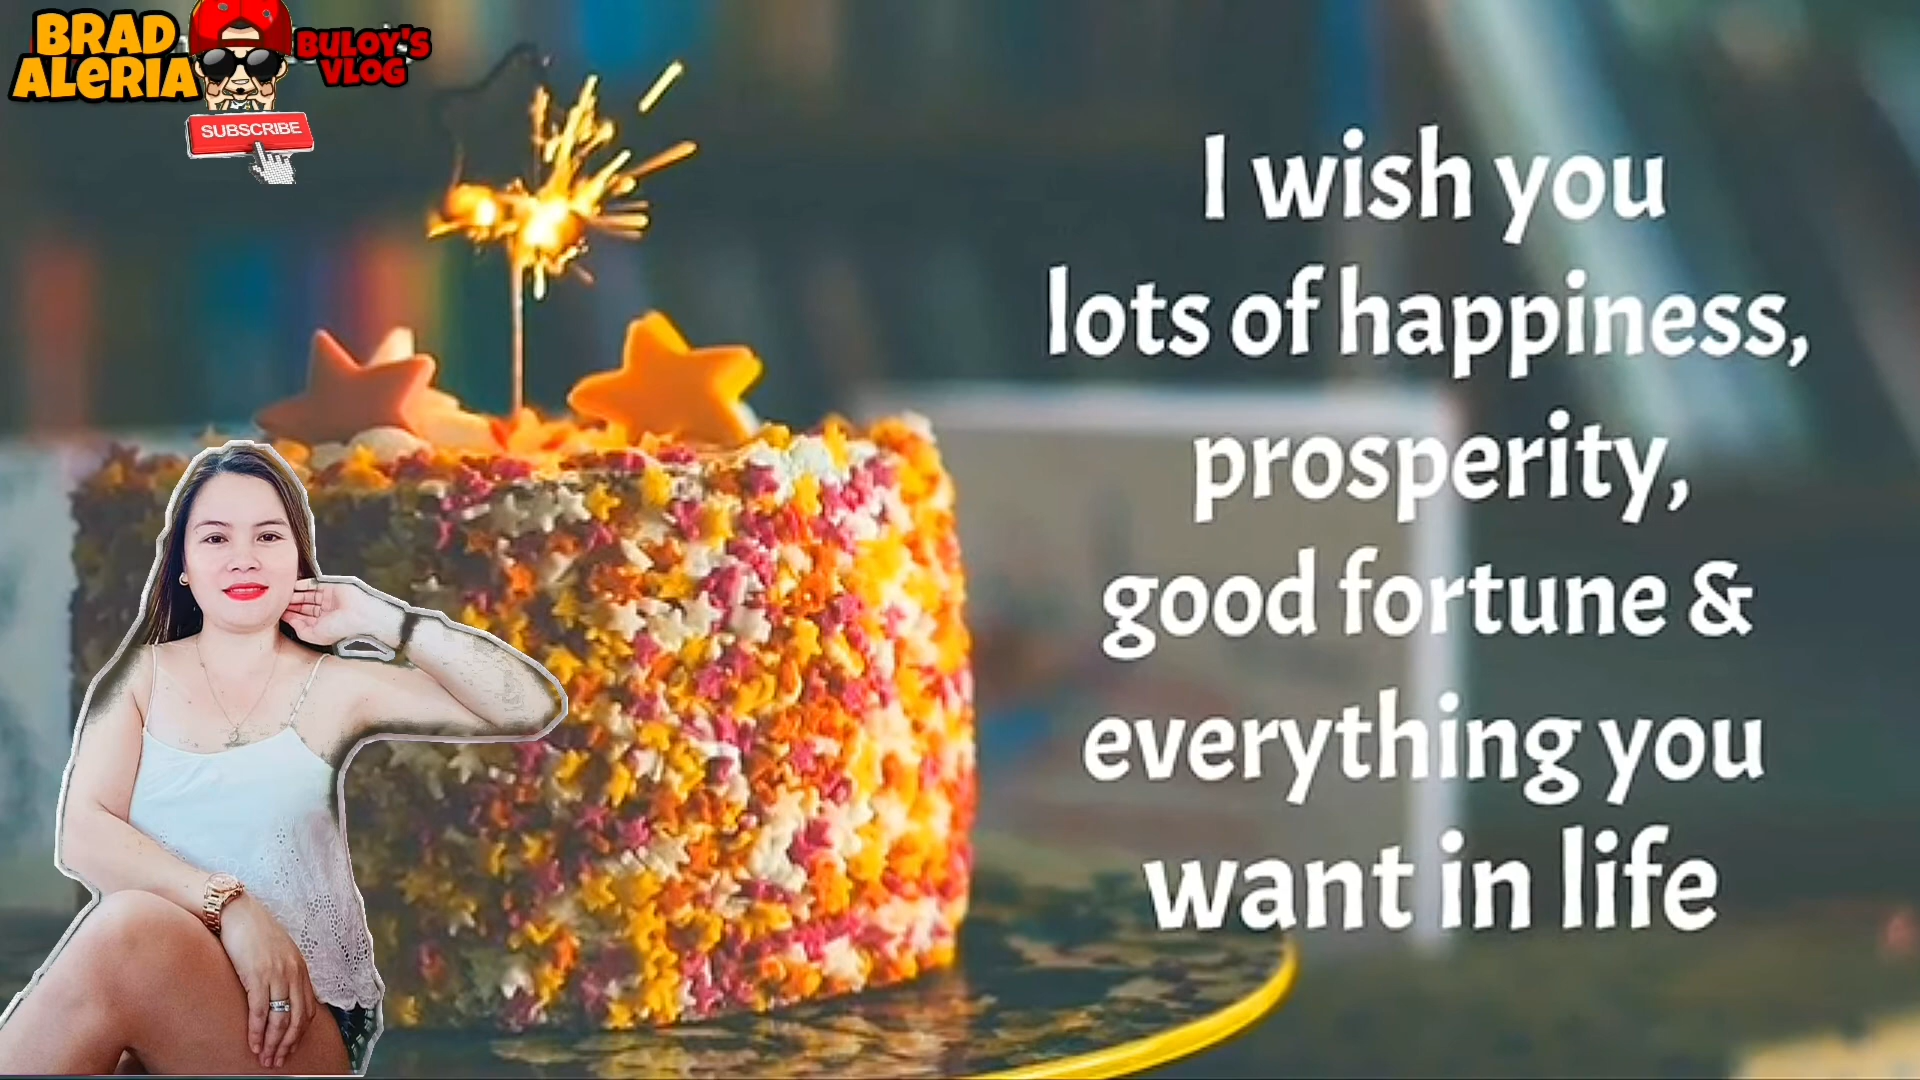 BRAD
ALERIA
BULOY'S
VLOG
SUBSCRIBE
I wish you
lots of happiness,
prosperity,
good fortune &
everything you
want in life